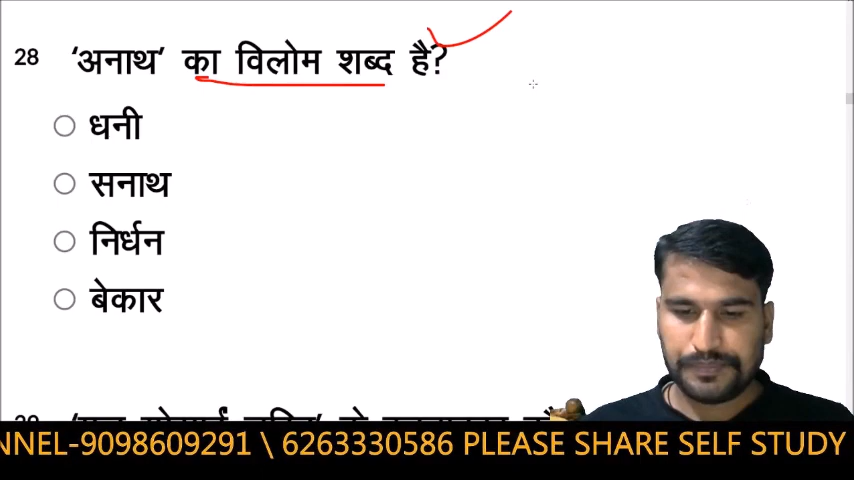 28 'अनाथ' का विलोम शब्द है?
धनी
सनाथ
निर्धन
बेकार
NNEL-9098609291 \ 6263330586 PLEASE SHARE SELF STUDY